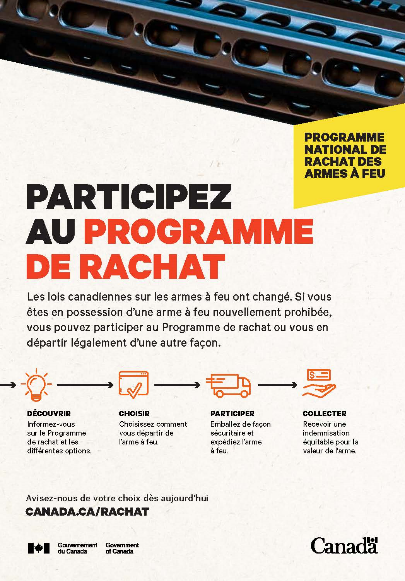 PROGRAMME
NATIONAL DE
RACHAT DES
ARMES À FEU
PARTICIPEZ
AU PROGRAMME
DE RACHAT
Les lois canadiennes sur les armes à feu ont changé. Si vous
êtes en possession d'une arme à feu nouvellement prohibée,
vous pouvez participer au Programme de rachat ou vous en
départir légalement d'une autre façon.
DÉCOUVRIR
Informez-vous
sur le Programme
de rachat et les
différentes options.
CHOISIR
Choisissez comment
vous départir de
l'arme à feu.
PARTICIPER
Emballez de façon
sécuritaire et
expédiez l'arme
à feu.
COLLECTER
Recevoir une
indemnisation
équitable pour la
valeur de l'arme.
Avisez-nous de votre choix dès aujourd'hui
CANADA.CA/RACHAT
Gouvernement
du Canada
Government
of Canada
Canada